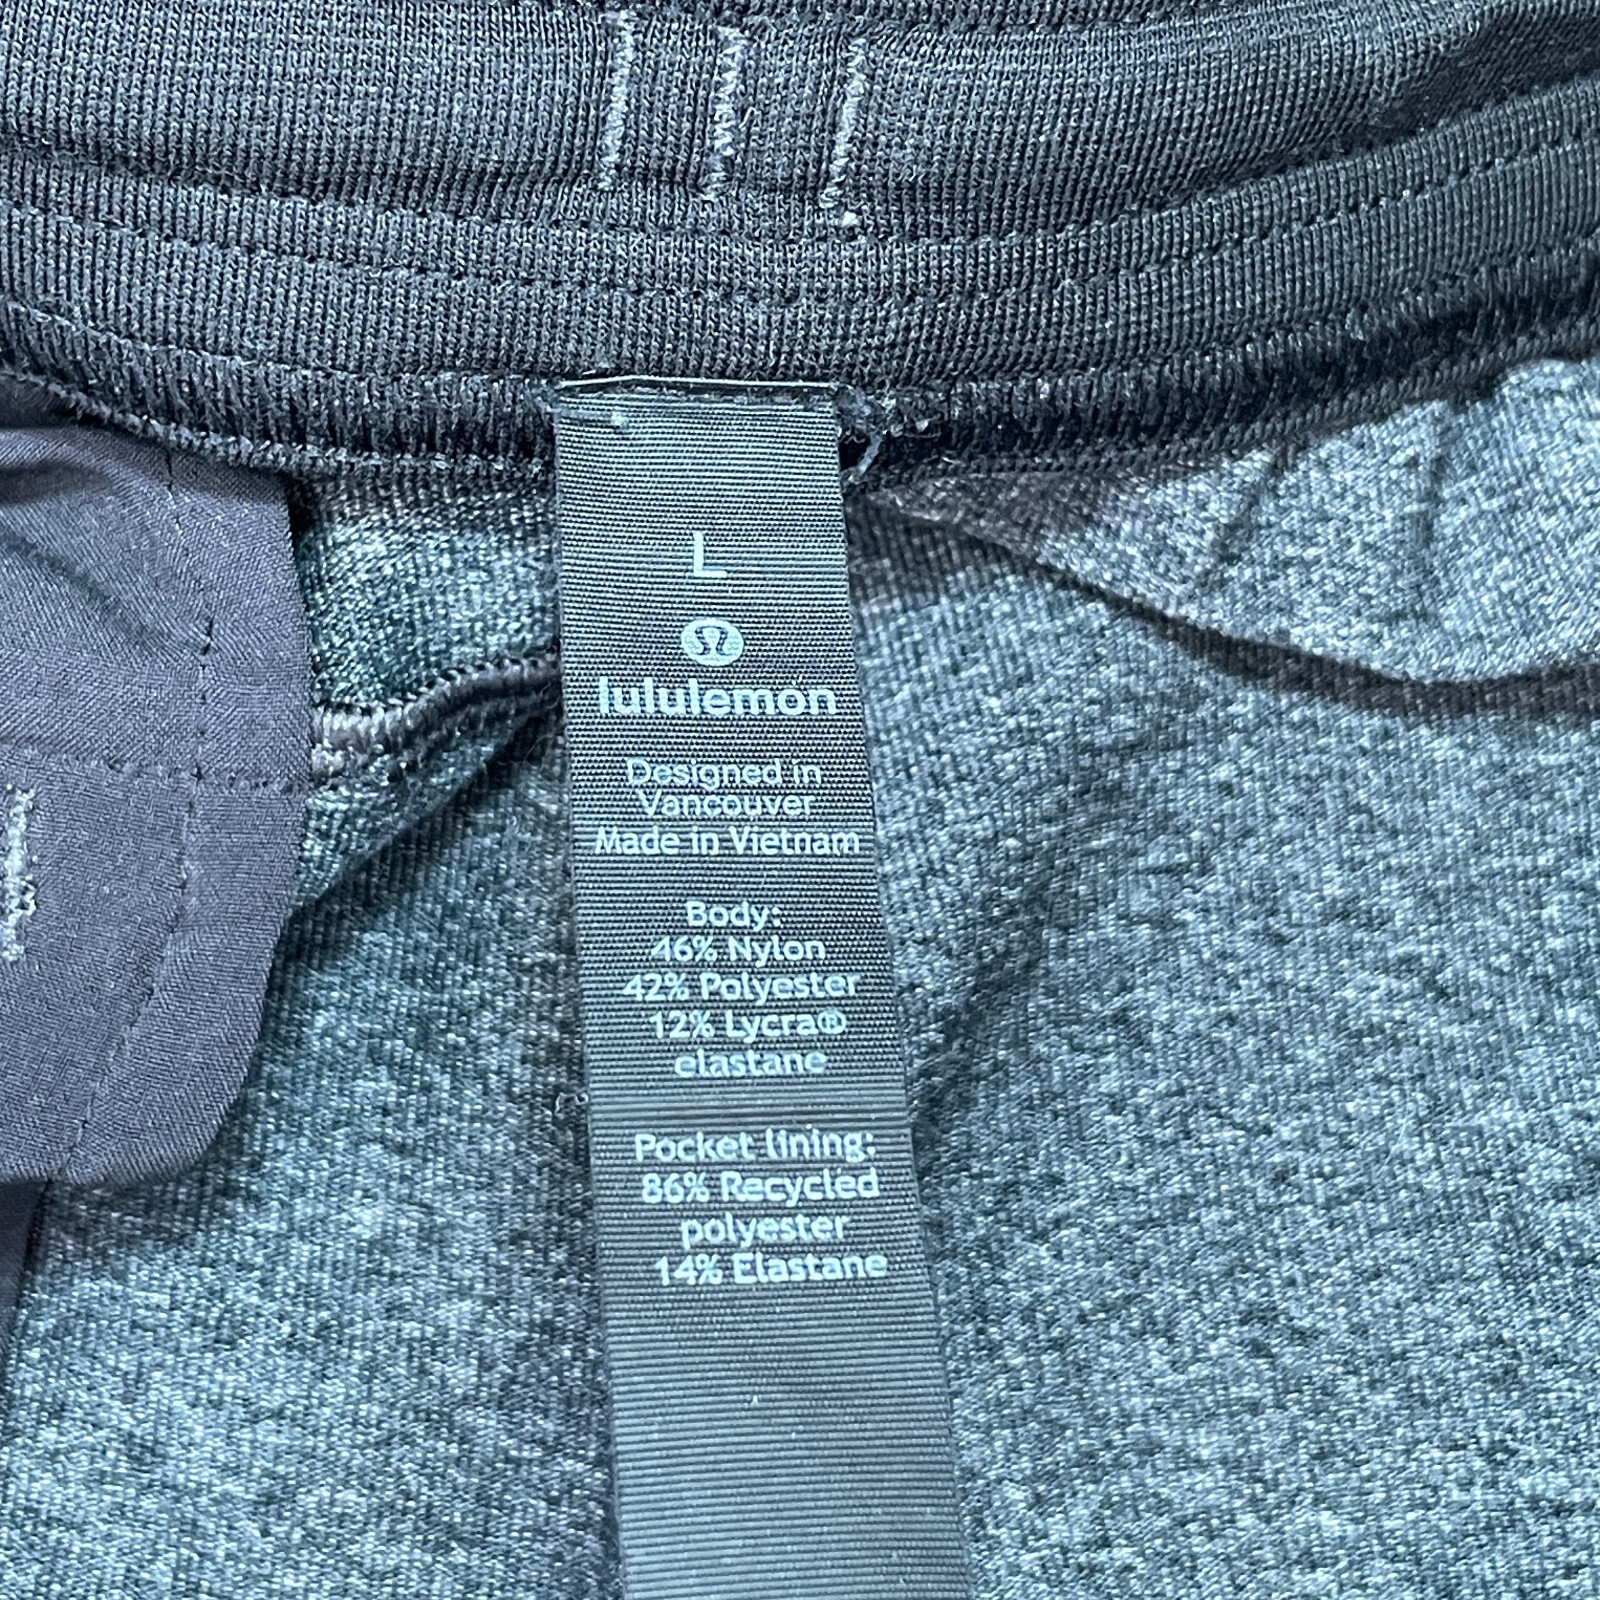 L
lululemon
Designed in
Vancouver
Made in Vietnam
Body:
46% Nylon
42% Polyester
12% Lycra®
elastane
Pocket lining:
86% Recycled
polyester
14% Elastane